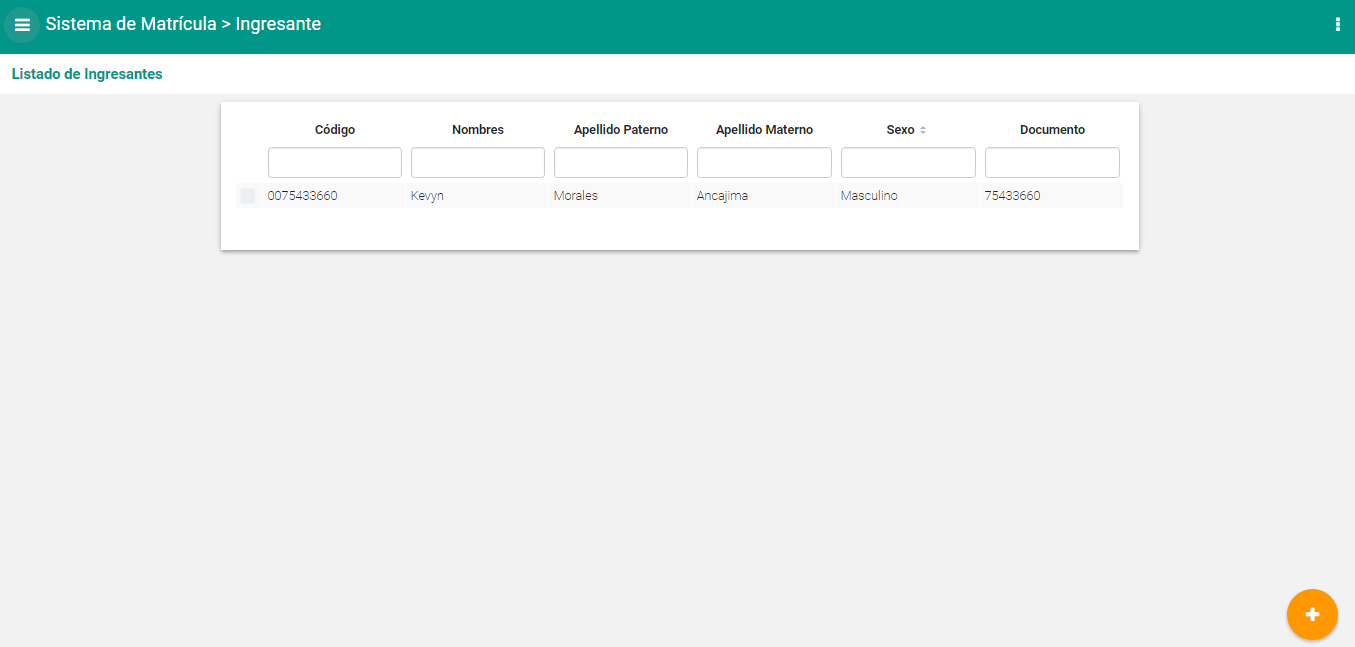 Sistema de Matrícula > Ingresante
Listado de Ingresantes
Código Nombres Apellido Paterno Apellido Materno Sexo Documento
0075433660 Kevyn Morales Ancajima Masculino 75433660